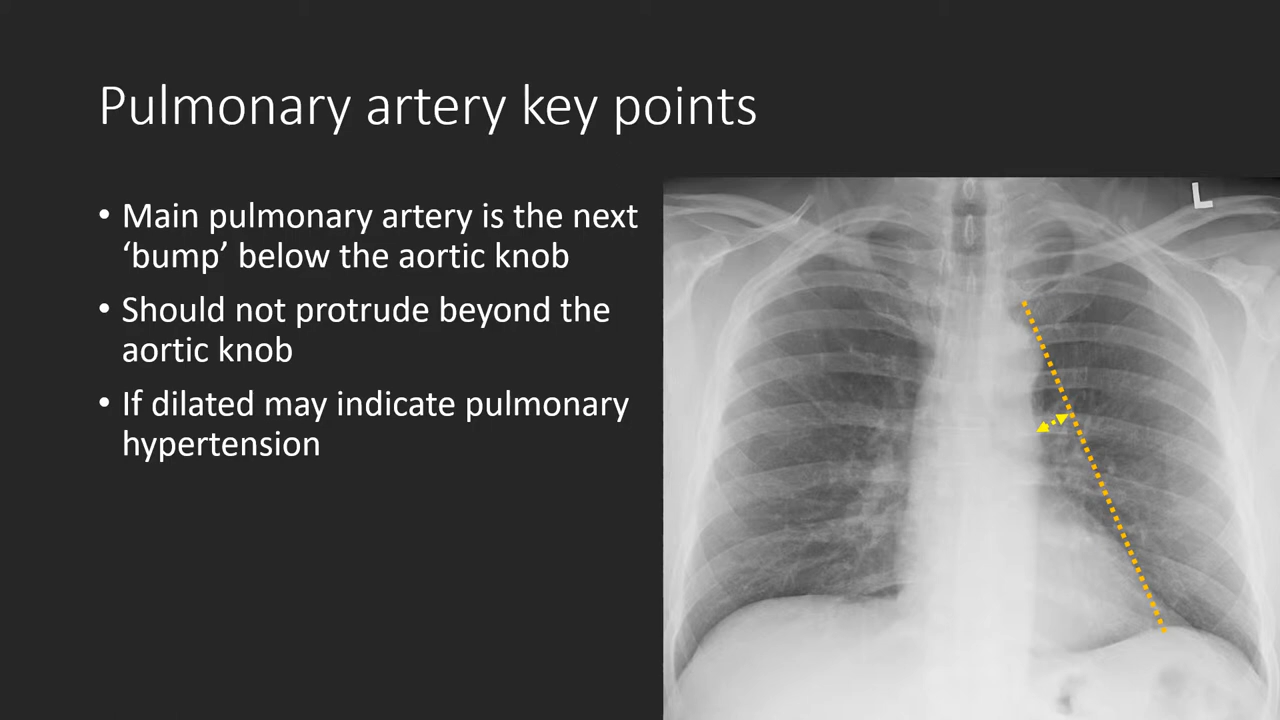 Pulmonary artery key points
• Main pulmonary artery is the next
‘bump’ below the aortic knob
• Should not protrude beyond the
aortic knob
• If dilated may indicate pulmonary
hypertension
L